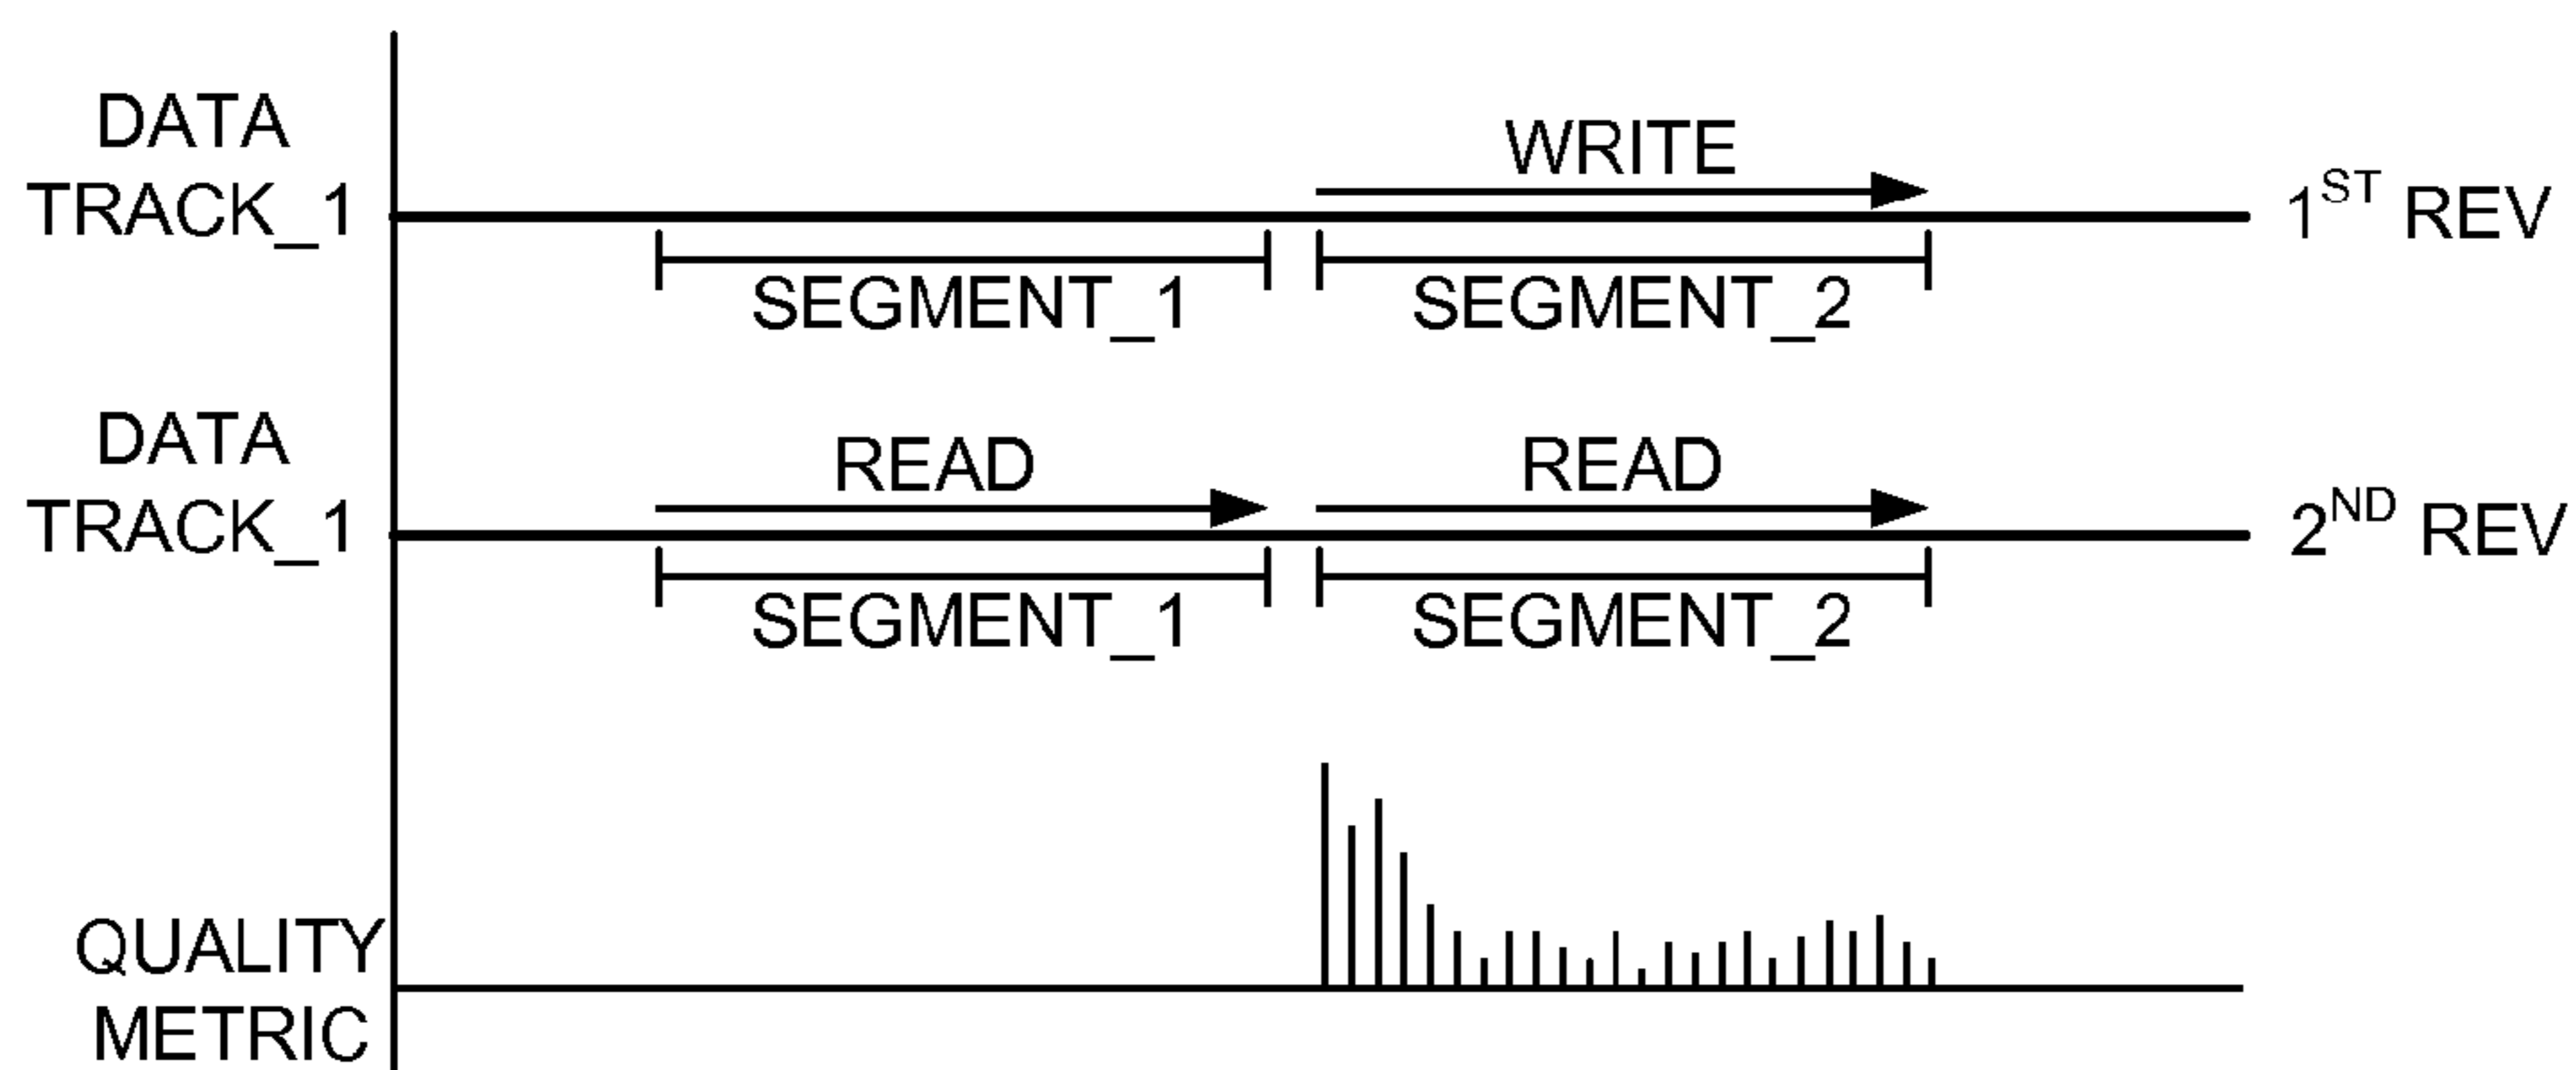 DATA
TRACK_1
WRITE
1ST REV
SEGMENT_1
SEGMENT_2
DATA
TRACK_1
READ
READ
2ND REV
SEGMENT_1
SEGMENT_2
QUALITY
METRIC